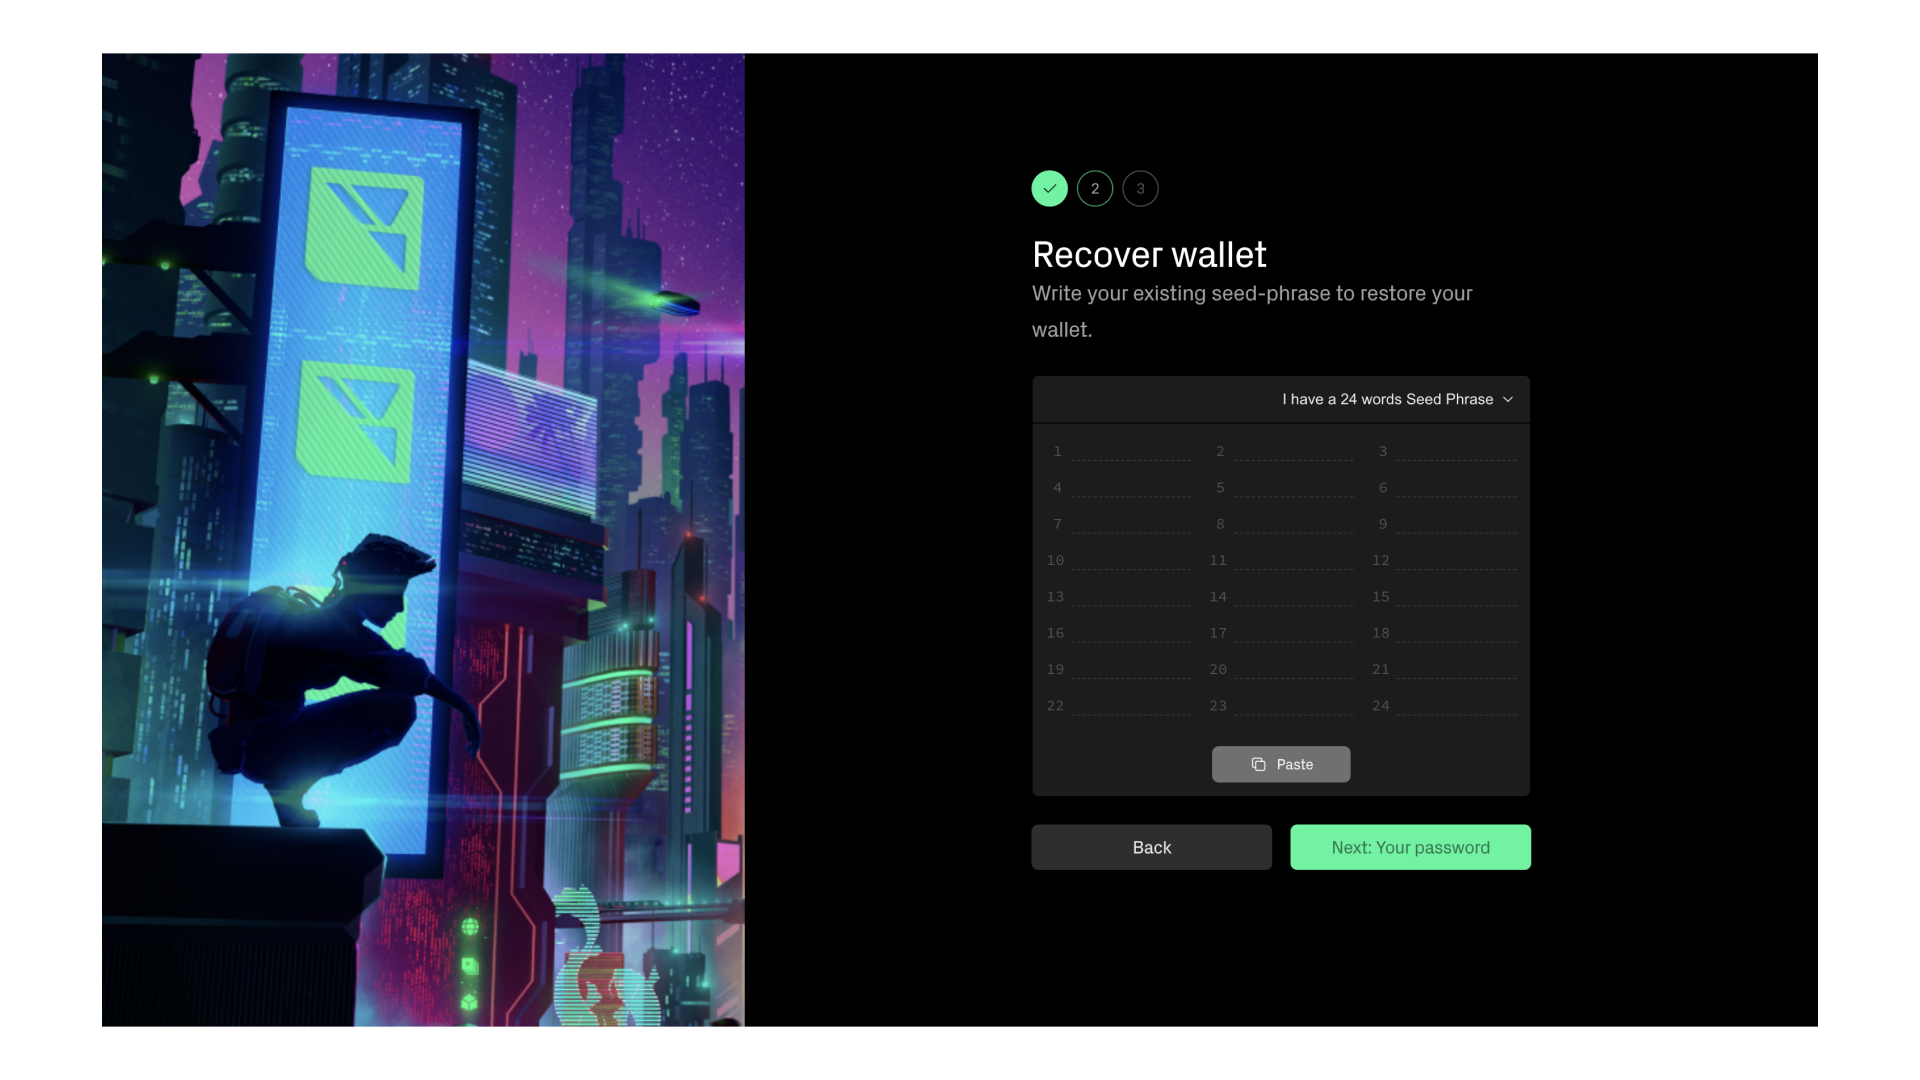 2 3
Recover wallet
Write your existing seed-phrase to restore your
wallet.
I have a 24 words Seed Phrase
1 2 3
4 5 6
7 8 9
10 11 12
13 14 15
16 17 18
19 20 21
22 23 24
Paste
Back Next: Your password